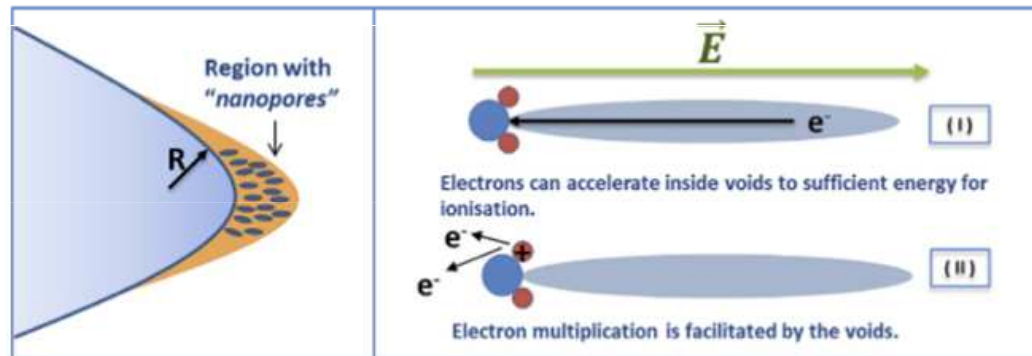 Region with
"nanopores"
R
E
e-
(I)
Electrons can accelerate inside voids to sufficient energy for
ionisation.
e-
+
e-
(II)
Electron multiplication is facilitated by the voids.